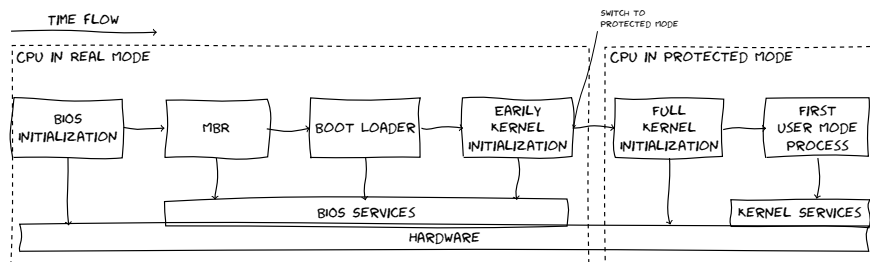 TIME FLOW
SWITCH TO
PROTECTED MODE
CPU IN REAL MODE
CPU IN PROTECTED MODE
BIOS
INITIALIZATION
MBR
BOOT LOADER
EARILY
KERNEL
INITIALIZATION
FULL
KERNEL
INITIALIZATION
FIRST
USER MODE
PROCESS
BIOS SERVICES
KERNEL SERVICES
HARDWARE